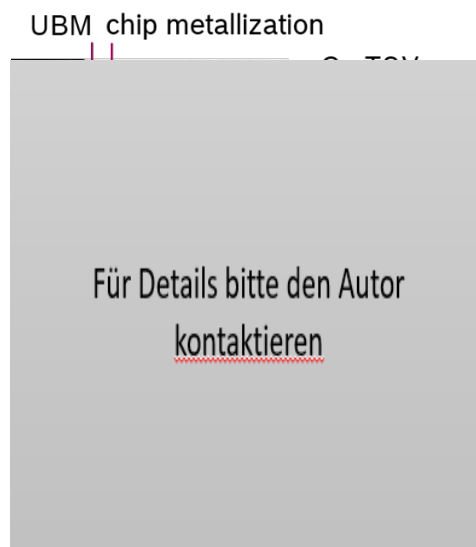 UBM chip metallization
Für Details bitte den Autor
kontaktieren